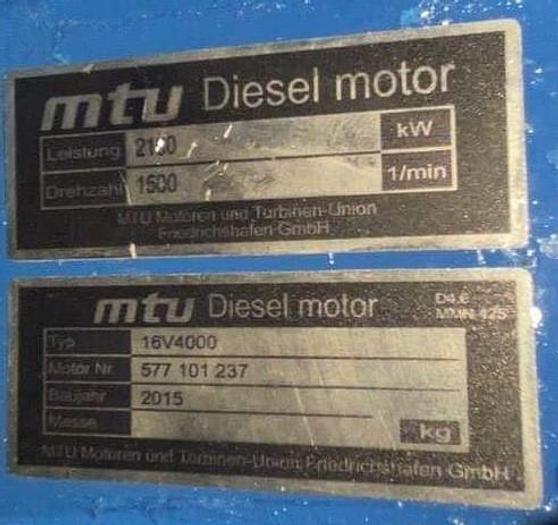 mtu Diesel motor
Leistung kW
Drehzahl 1500 1/min
MTU Motoren und Turbinen-Union
Friedrichshafen GmbH
mtu Diesel motor
Typ 16V4000
Motor Nr. 577 101 237
Baujahr 2015
Masse kg
MTU Motoren und Turbinen-Union Friedrichshafen GmbH